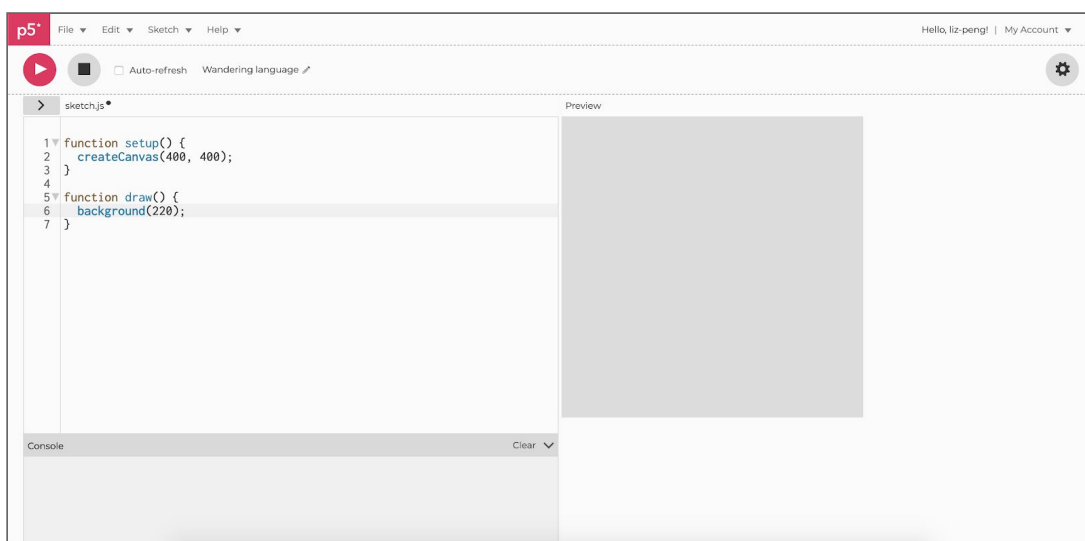 p5* File Edit Sketch Help Hello, liz-peng! | My Account
Auto-refresh Wandering language
> sketch.js
Preview
1 function setup() {
2 createCanvas(400, 400);
3 }
4
5 function draw() {
6 background(220);
7 }
Console Clear